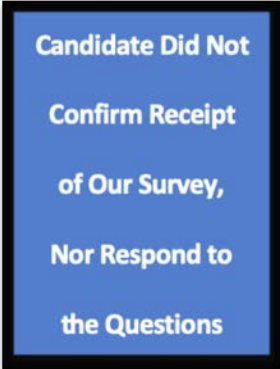 Candidate Did Not
Confirm Receipt
of Our Survey,
Nor Respond to
the Questions